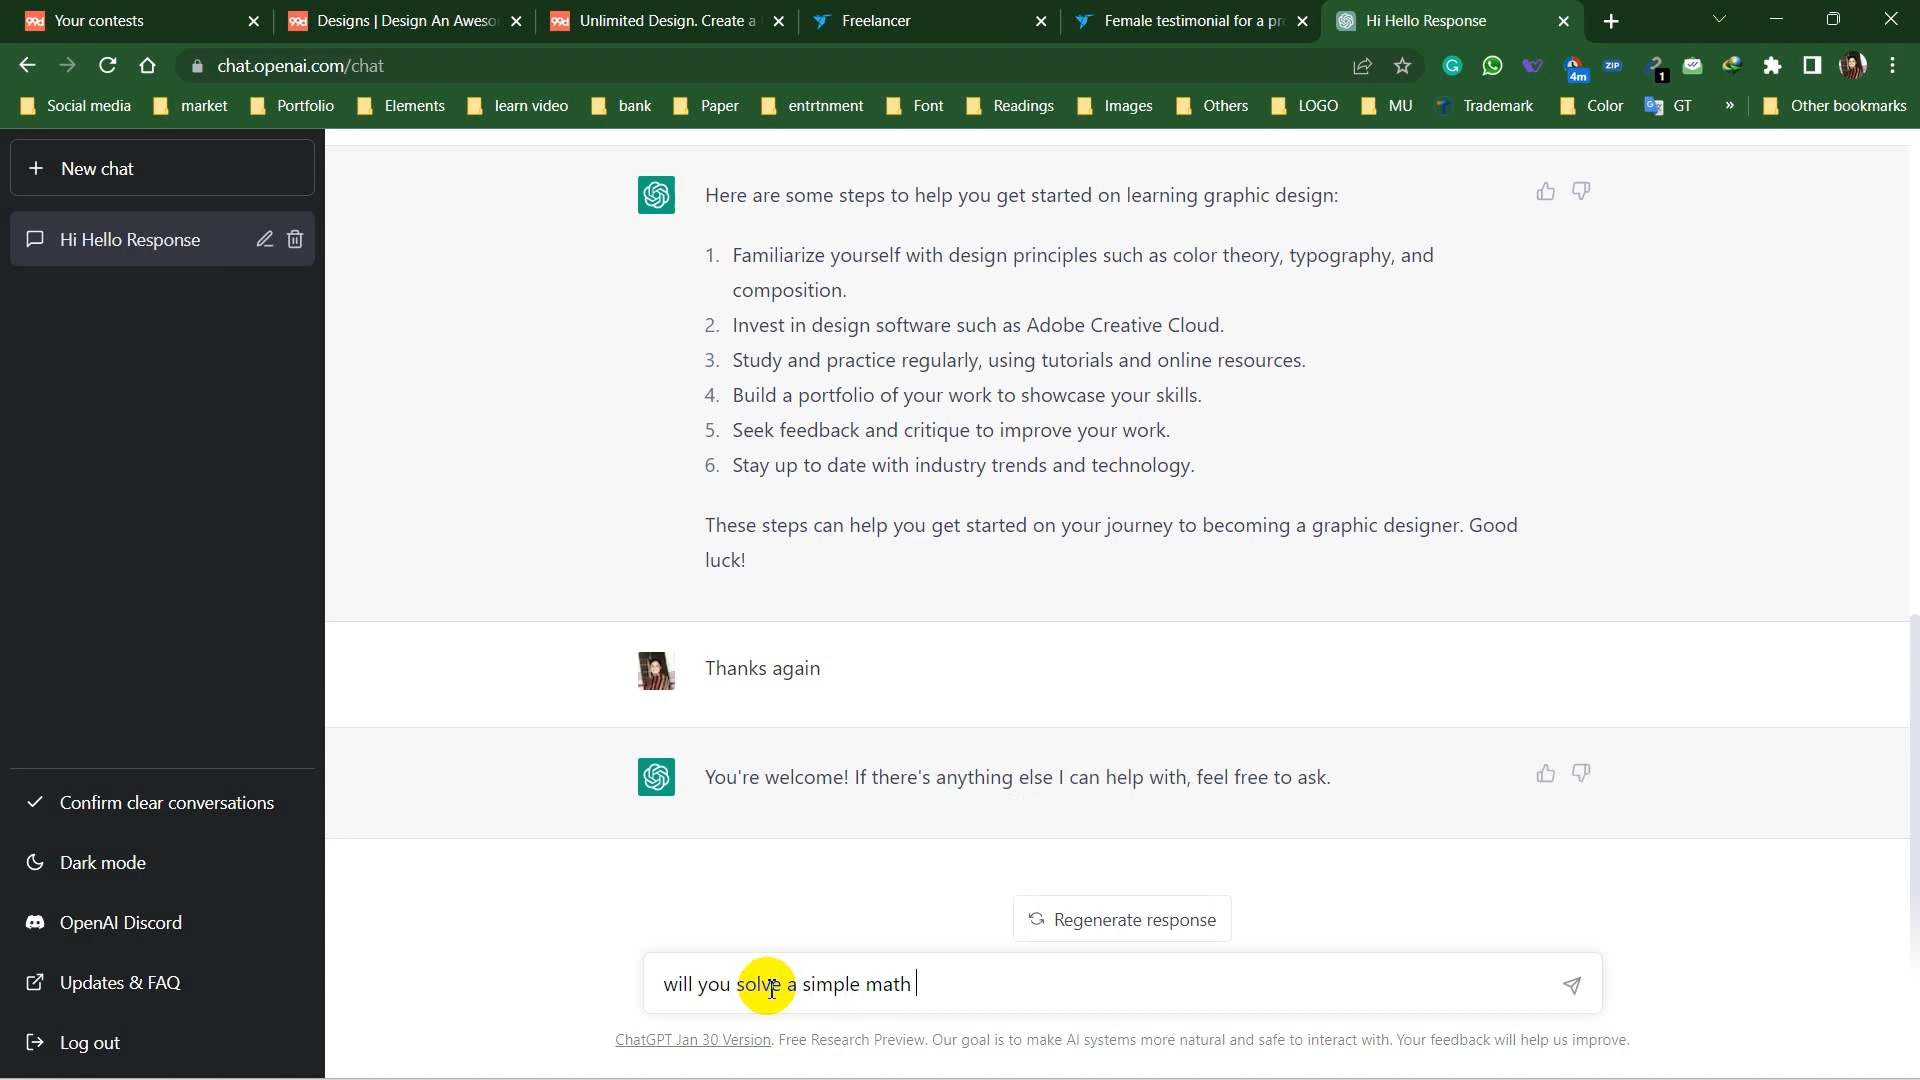 Your contests
Designs | Design An Aweso
Unlimited Design. Create a
Freelancer
Female testimonial for a pr
Hi Hello Response
chat.openai.com/chat
4m
ZIP
1
Social media
market
Portfolio
Elements
learn video
bank
Paper
entrtnment
Font
Readings
Images
Others
LOGO
MU
Trademark
Color
GT
»
Other bookmarks
+ New chat
Hi Hello Response
Here are some steps to help you get started on learning graphic design:
1. Familiarize yourself with design principles such as color theory, typography, and
composition.
2. Invest in design software such as Adobe Creative Cloud.
3. Study and practice regularly, using tutorials and online resources.
4. Build a portfolio of your work to showcase your skills.
5. Seek feedback and critique to improve your work.
6. Stay up to date with industry trends and technology.
These steps can help you get started on your journey to becoming a graphic designer. Good
luck!
Thanks again
You're welcome! If there's anything else I can help with, feel free to ask.
Confirm clear conversations
Dark mode
OpenAI Discord
Updates & FAQ
Log out
Regenerate response
will you solve a simple math
ChatGPT Jan 30 Version. Free Research Preview. Our goal is to make AI systems more natural and safe to interact with. Your feedback will help us improve.